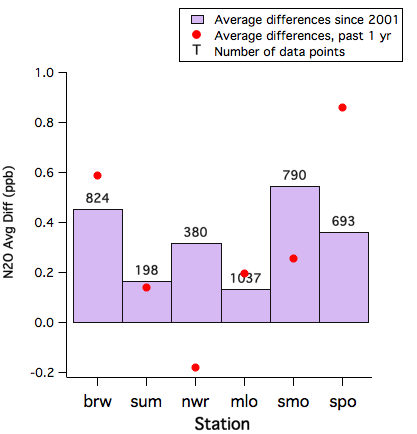 Average differences since 2001
Average differences, past 1 yr
T Number of data points
N2O Avg Diff (ppb)
1.0
0.8
0.6
0.4
0.2
0.0
-0.2
824
198
380
1037
790
693
brw sum nwr mlo smo spo
Station